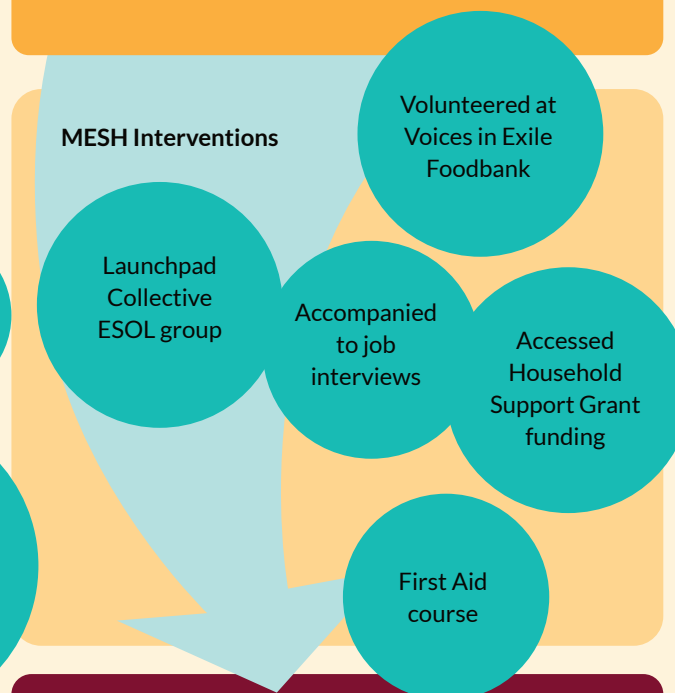 MESH Interventions
Volunteered at
Voices in Exile
Foodbank
Launchpad
Collective
ESOL group
Accompanied
to job
interviews
Accessed
Household
Support Grant
funding
First Aid
course